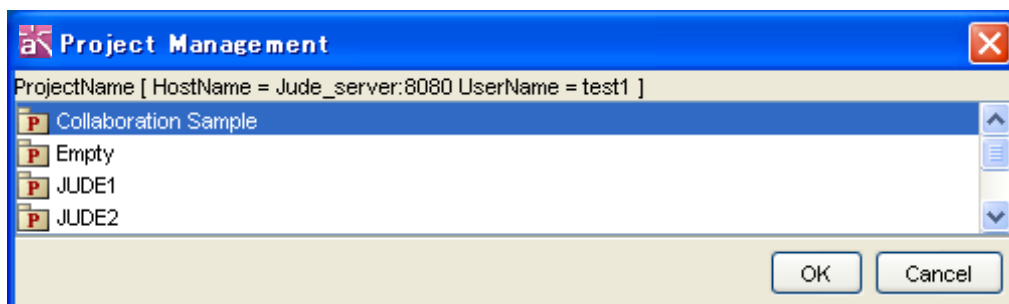 Project Management
ProjectName [ HostName = Jude_server:8080 UserName = test1 ]
P Collaboration Sample
P Empty
P JUDE1
P JUDE2
OK Cancel